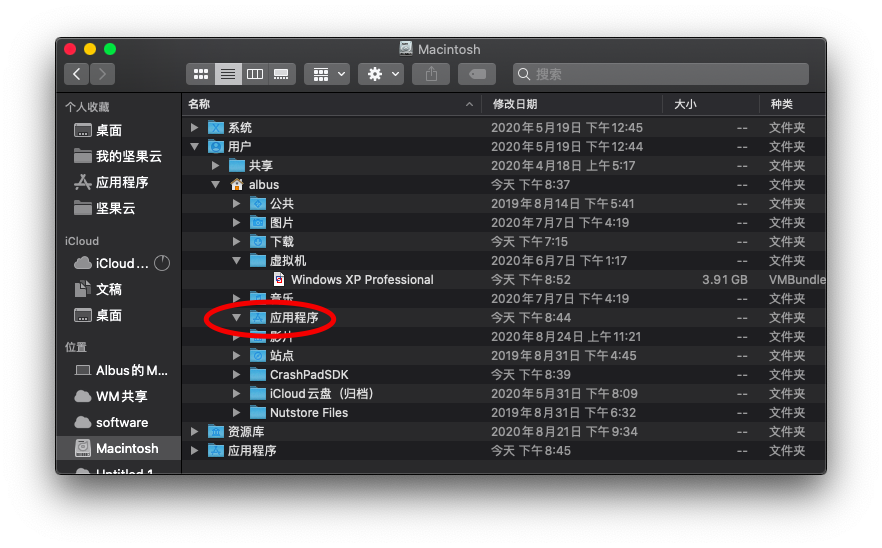 Macintosh
搜索
个人收藏
桌面
我的坚果云
应用程序
坚果云
iCloud
iCloud…
文稿
桌面
位置
Albus的M…
WM共享
software
Macintosh
Untitled 1
名称 修改日期 大小 种类
系统 2020年5月19日 下午12:45 -- 文件夹
用户 2020年5月19日 下午12:44 -- 文件夹
共享 2020年4月18日 上午5:17 -- 文件夹
albus 今天 下午8:37 -- 文件夹
公共 2019年8月14日 下午5:41 -- 文件夹
图片 2020年7月7日 下午4:19 -- 文件夹
下载 今天 下午7:15 -- 文件夹
虚拟机 2020年6月7日 下午1:17 -- 文件夹
Windows XP Professional 今天 下午8:52 3.91 GB VMBundle
音乐 2020年7月7日 下午4:19 -- 文件夹
应用程序 今天 下午8:44 -- 文件夹
影片 2020年8月24日 上午11:21 -- 文件夹
站点 2019年8月31日 下午4:45 -- 文件夹
CrashPadSDK 今天 下午8:39 -- 文件夹
iCloud云盘（归档） 2020年5月31日 下午8:09 -- 文件夹
Nutstore Files 2019年8月31日 下午6:32 -- 文件夹
资源库 2020年8月21日 下午9:34 -- 文件夹
应用程序 今天 下午8:45 -- 文件夹